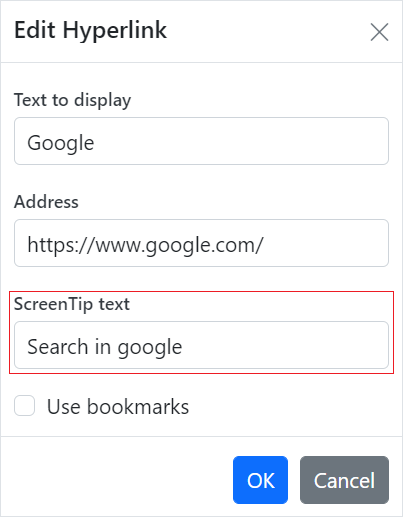 Edit Hyperlink
Text to display
Google
Address
https://www.google.com/
ScreenTip text
Search in google
Use bookmarks
OK Cancel